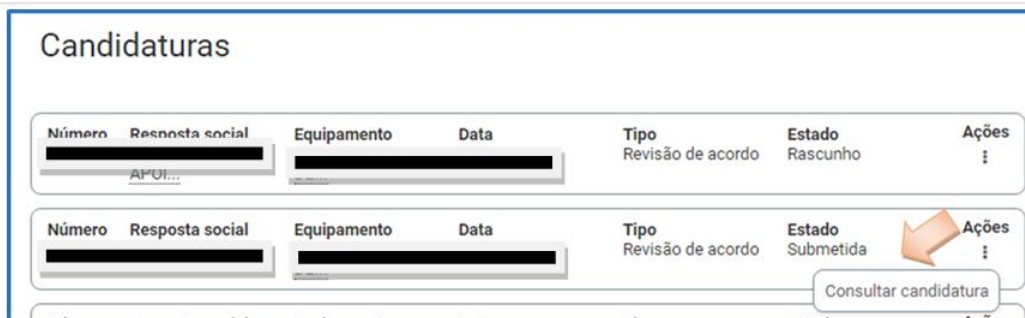 Candidaturas
Número Resposta social Equipamento Data Tipo Estado Ações
Revisão de acordo Rascunho
APOI...
Número Resposta social Equipamento Data Tipo Estado Ações
Revisão de acordo Submetida
Consultar candidatura